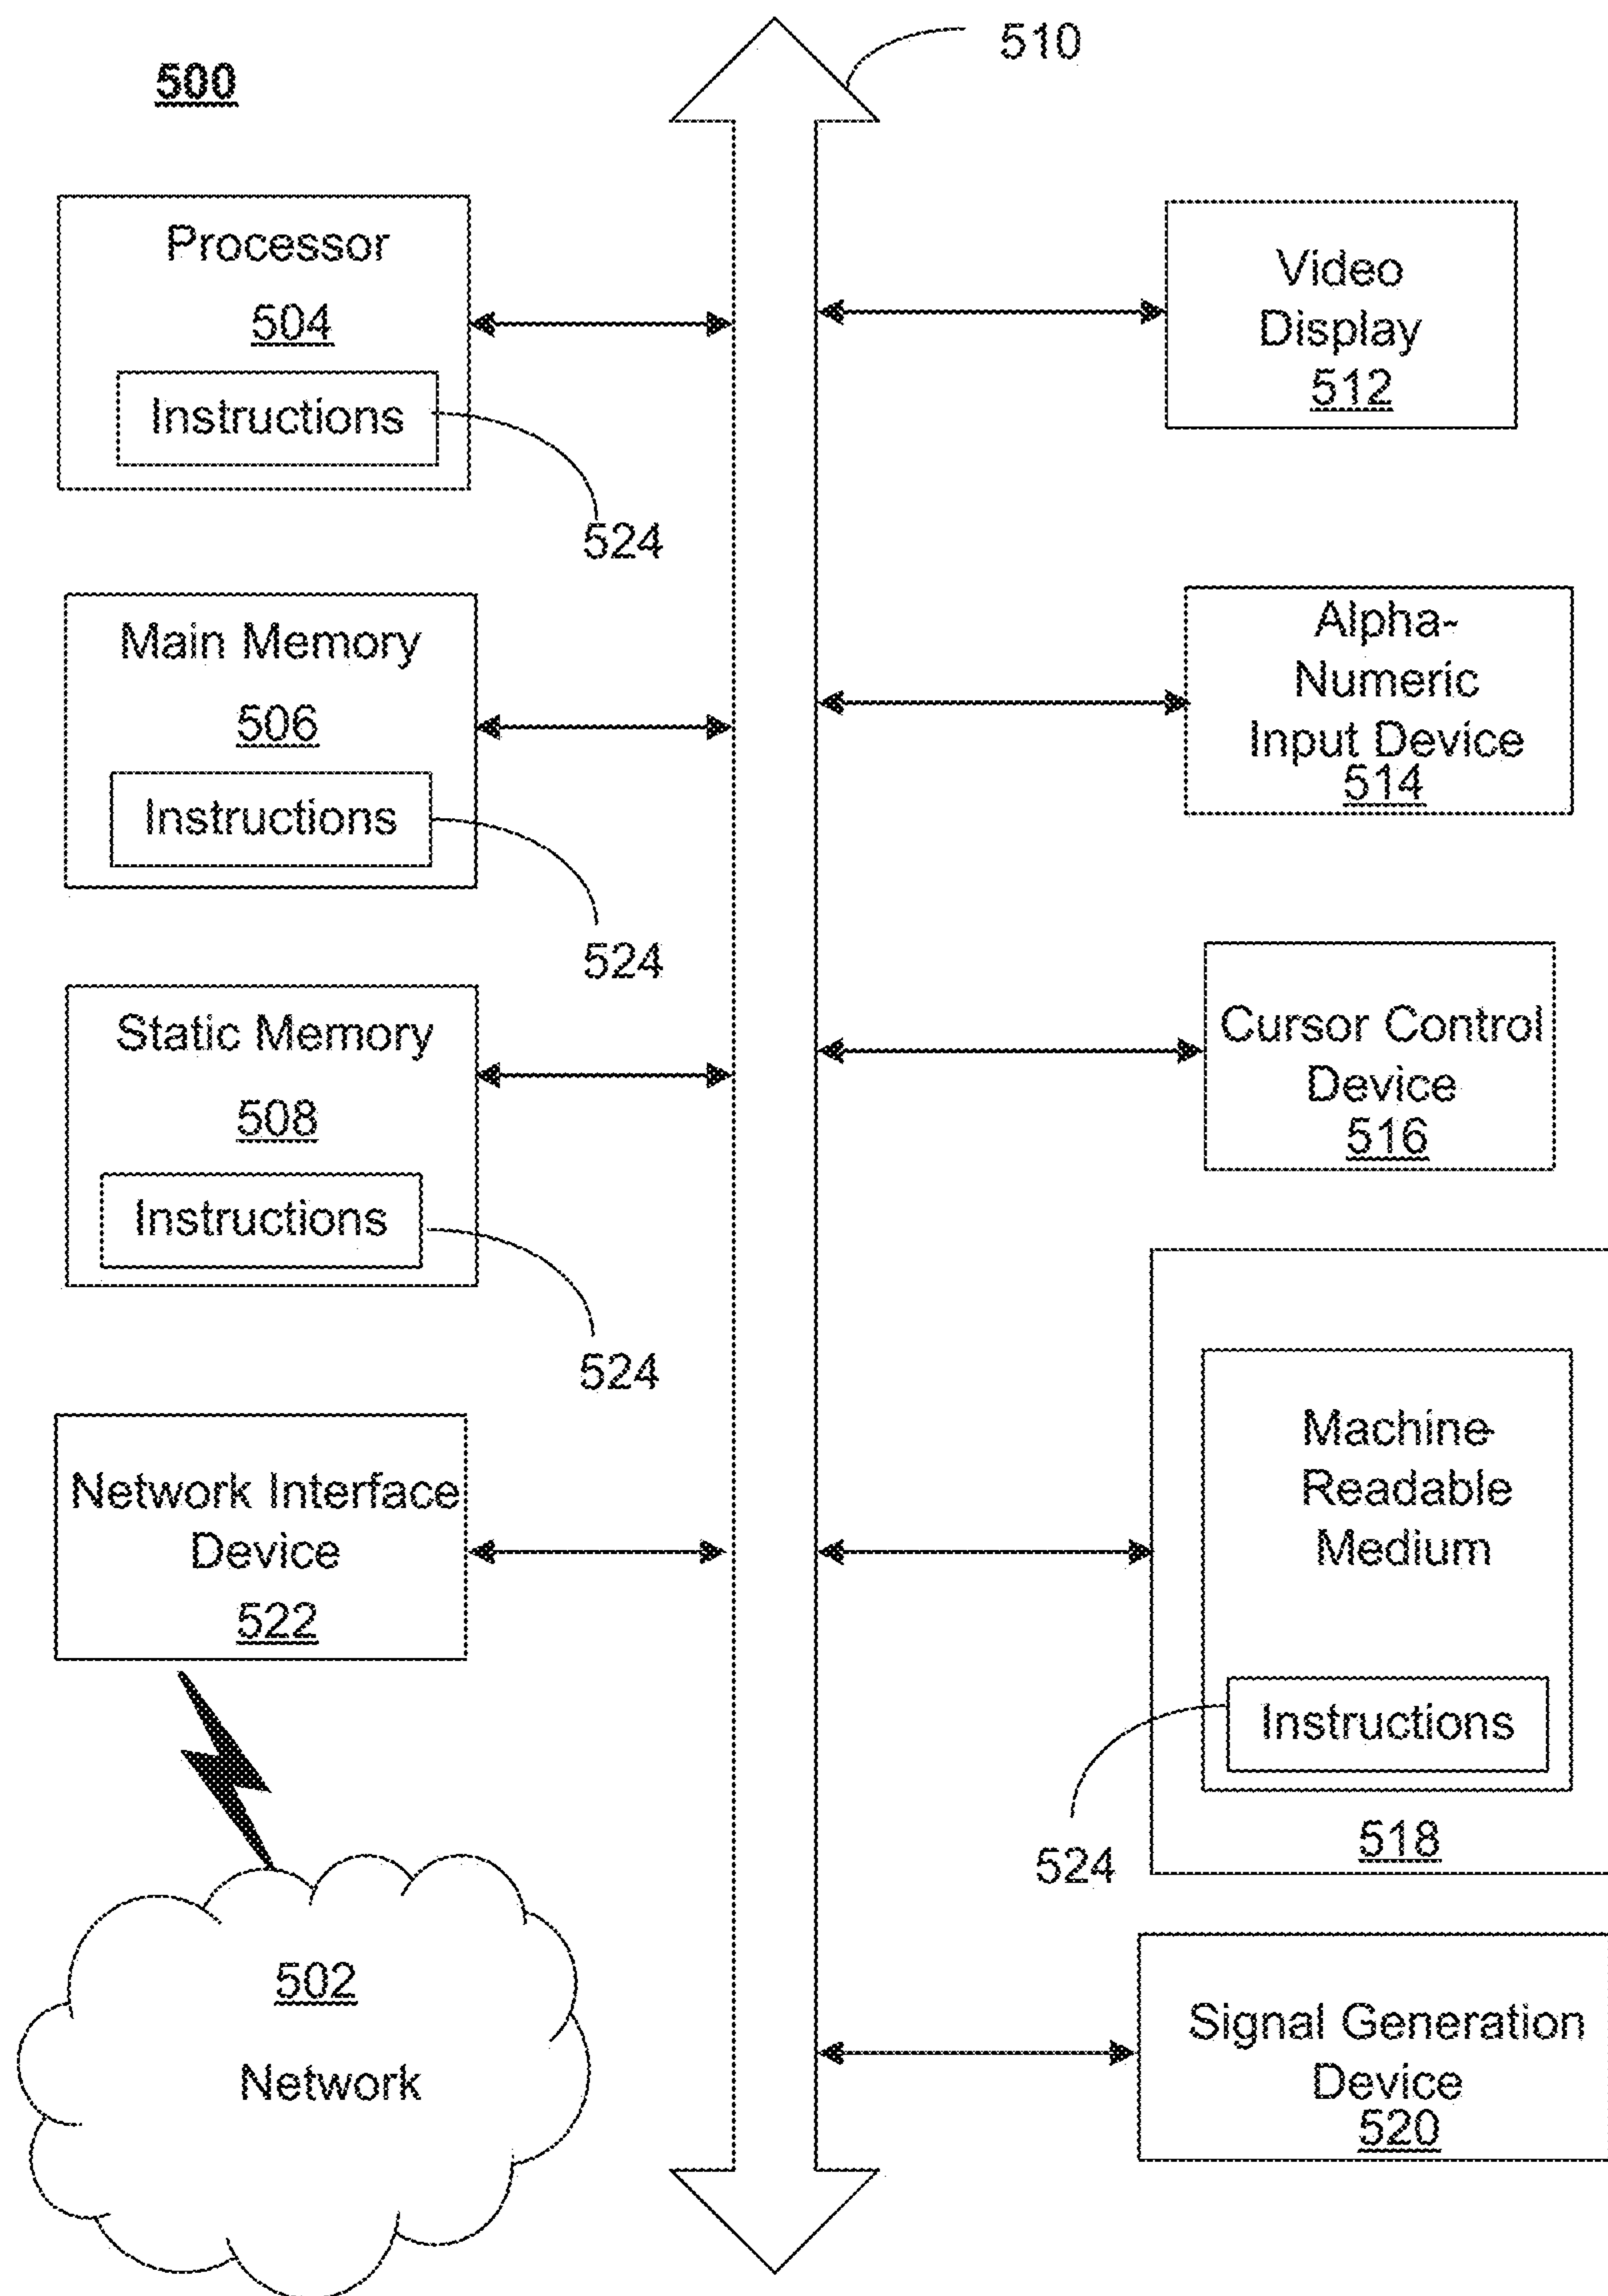 510
500
Processor
504
Instructions
524
Video
Display
512
Main Memory
506
Instructions
524
Alpha-
Numeric
Input Device
514
Static Memory
508
Instructions
524
Cursor Control
Device
516
Network Interface
Device
522
Machine-
Readable
Medium
Instructions
524
518
502
Network
Signal Generation
Device
520